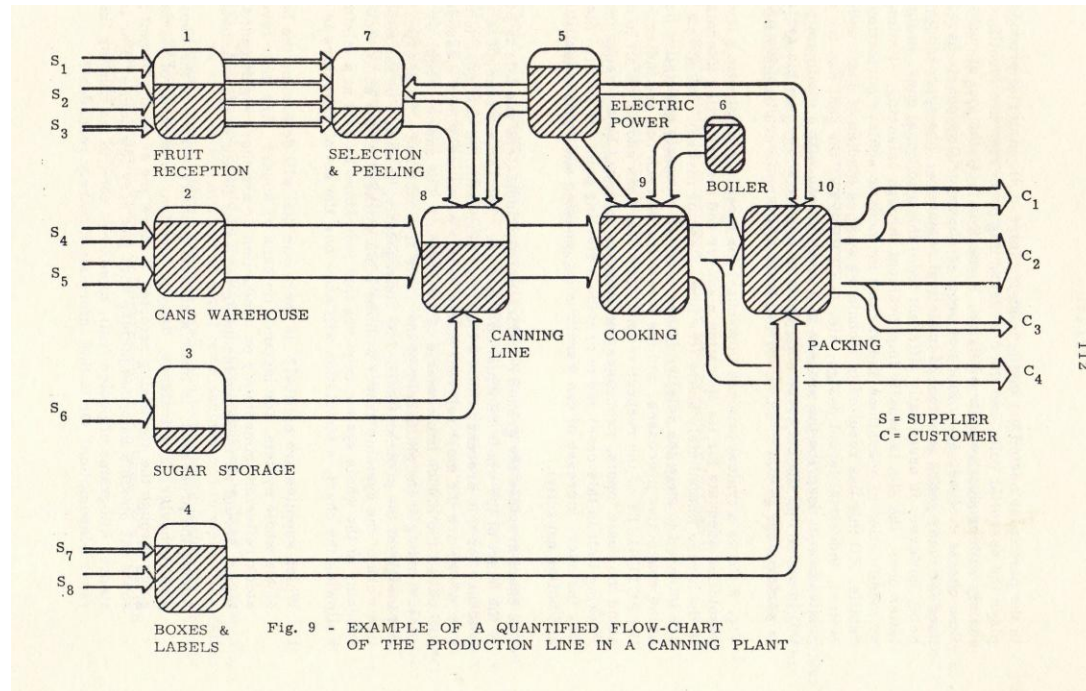 1
7
5
S1
S2
S3
FRUIT
RECEPTION
SELECTION
& PEELING
ELECTRIC
POWER
6
BOILER
2
8
9
10
S4
S5
CANS WAREHOUSE
CANNING
LINE
COOKING
PACKING
C1
C2
C3
C4
3
S6
SUGAR STORAGE
S = SUPPLIER
C = CUSTOMER
112
4
S7
S8
BOXES &
LABELS
Fig. 9 - EXAMPLE OF A QUANTIFIED FLOW-CHART
OF THE PRODUCTION LINE IN A CANNING PLANT